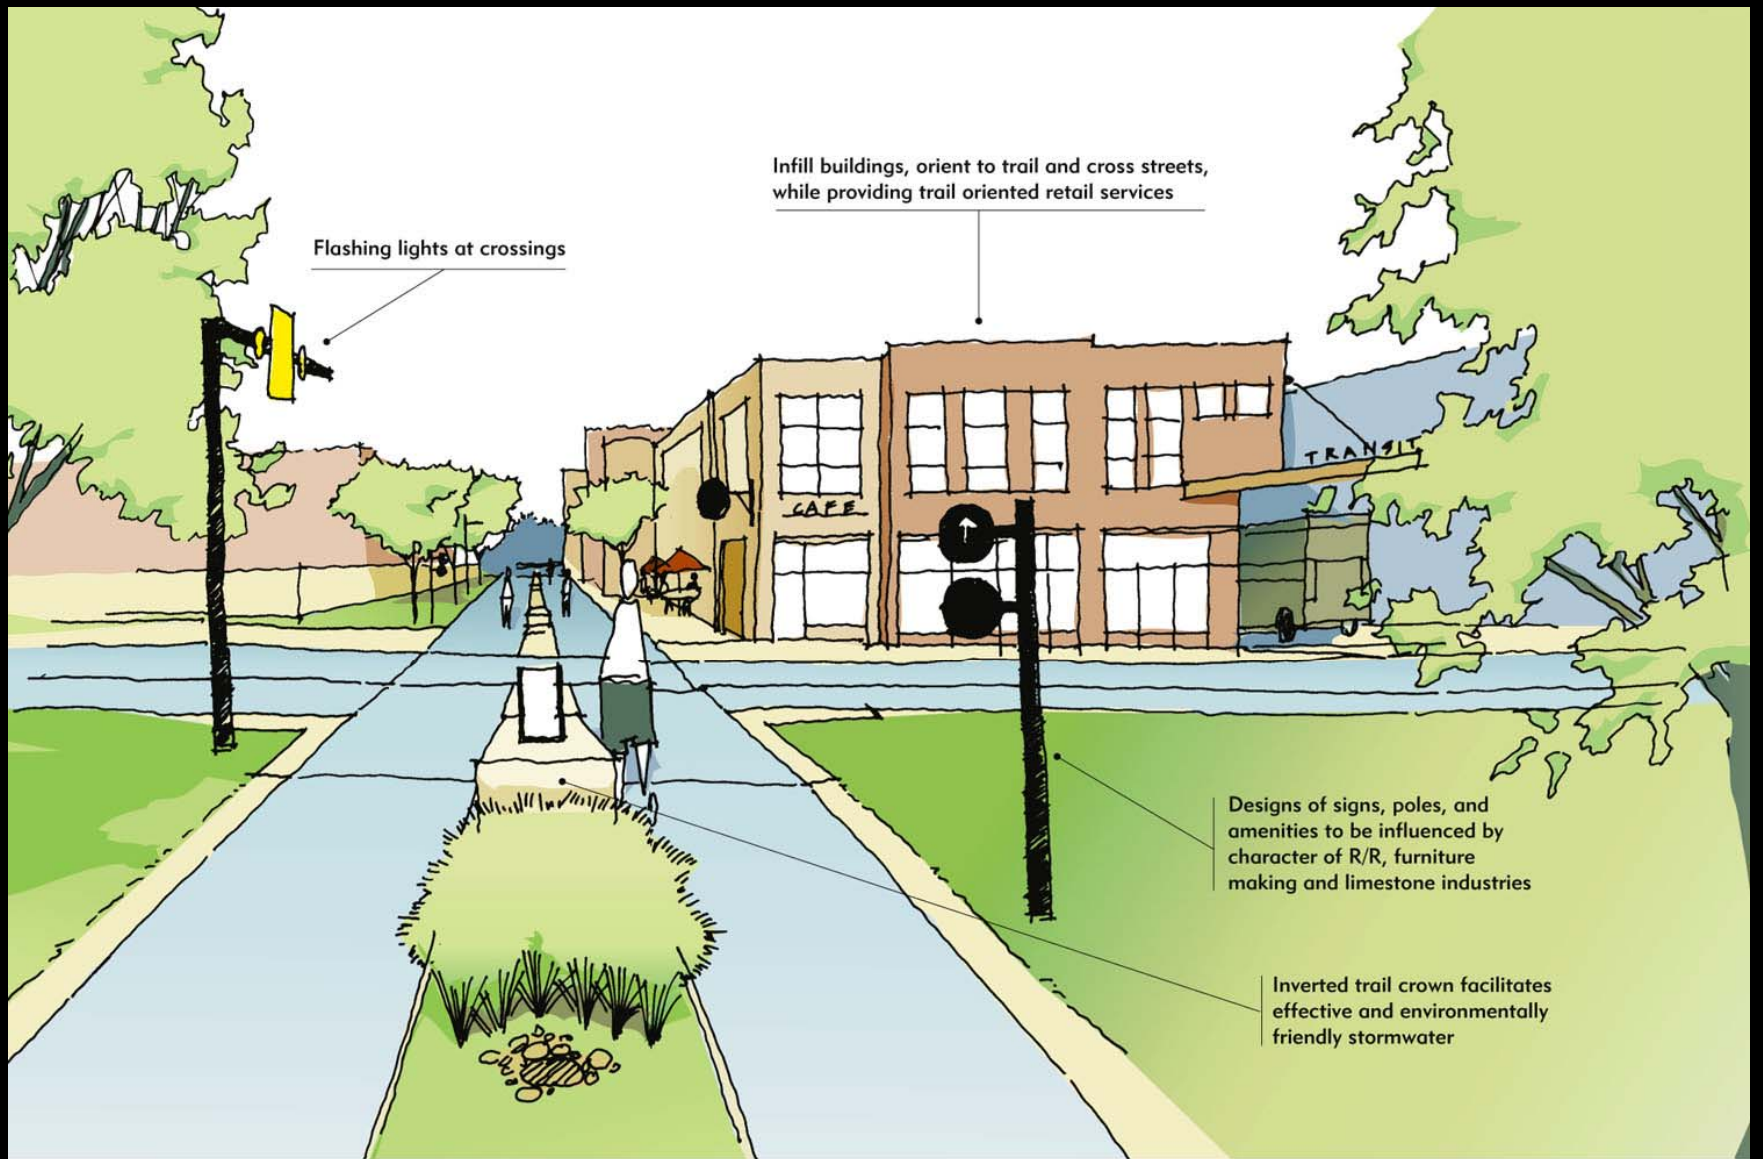 Infill buildings, orient to trail and cross streets,
while providing trail oriented retail services
Flashing lights at crossings
TRANSIT
CAFE
Designs of signs, poles, and
amenities to be influenced by
character of R/R, furniture
making and limestone industries
Inverted trail crown facilitates
effective and environmentally
friendly stormwater